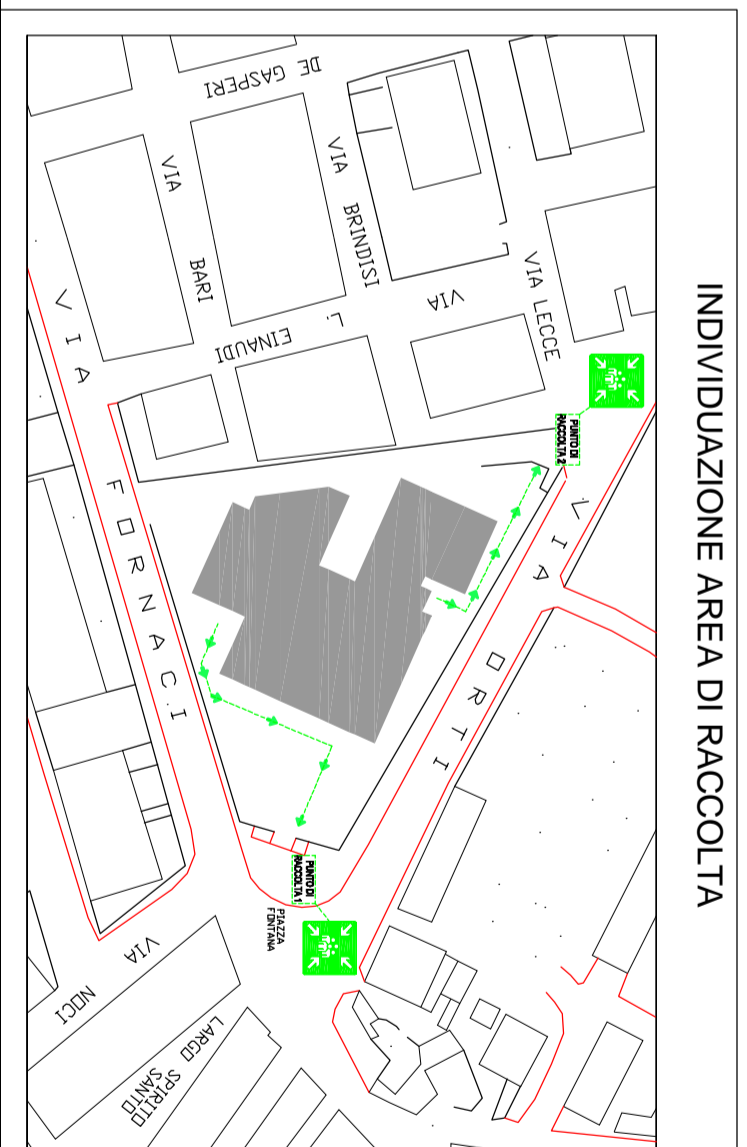 INDIVIDUAZIONE AREA DI RACCOLTA
DE GASPERI
VIA
BARI
VIA
BRINDISI
VIA
L.
EINAUDI
VIA LECCE
PUNTO DI
RACCOLTA 2
VIA
ORTI
VIA
FORNACI
PUNTO DI
RACCOLTA 1
PIAZZA
FONTANA
VIA
NOCI
LARGO
SPIRITO
SANTO